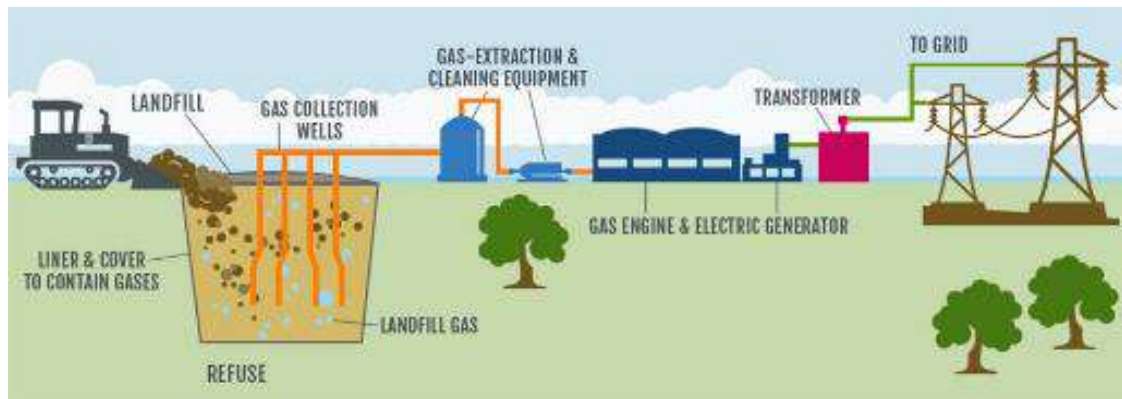 LANDFILL
GAS COLLECTION
WELLS
GAS-EXTRACTION &
CLEANING EQUIPMENT
TRANSFORMER
TO GRID
GAS ENGINE & ELECTRIC GENERATOR
LINER & COVER
TO CONTAIN GASES
LANDFILL GAS
REFUSE